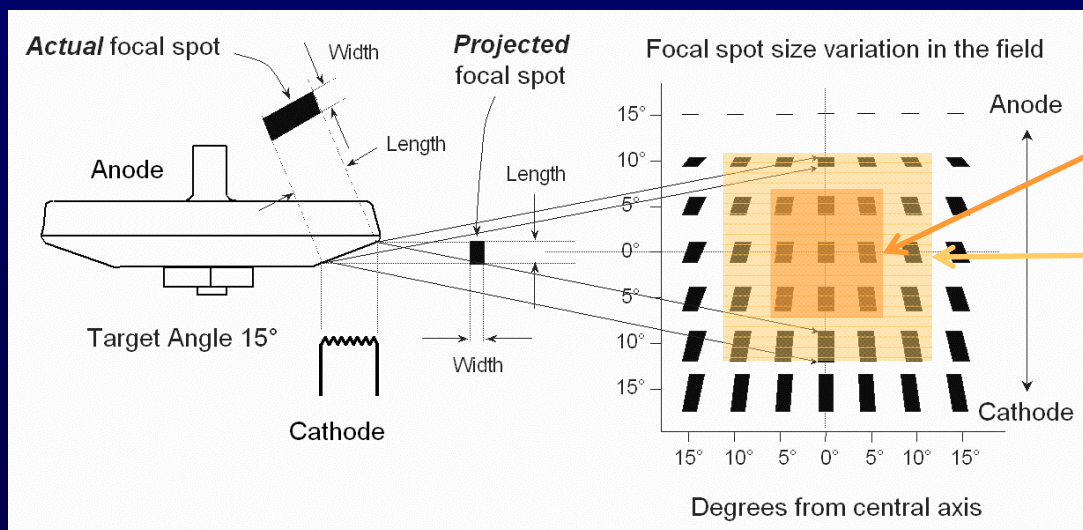 Actual focal spot
Width
Length
Anode
Target Angle 15°
Cathode
Projected
focal spot
Length
Width
Focal spot size variation in the field
Anode
15°
10°
5°
0°
5°
10°
15°
Cathode
15° 10° 5° 0° 5° 10° 15°
Degrees from central axis